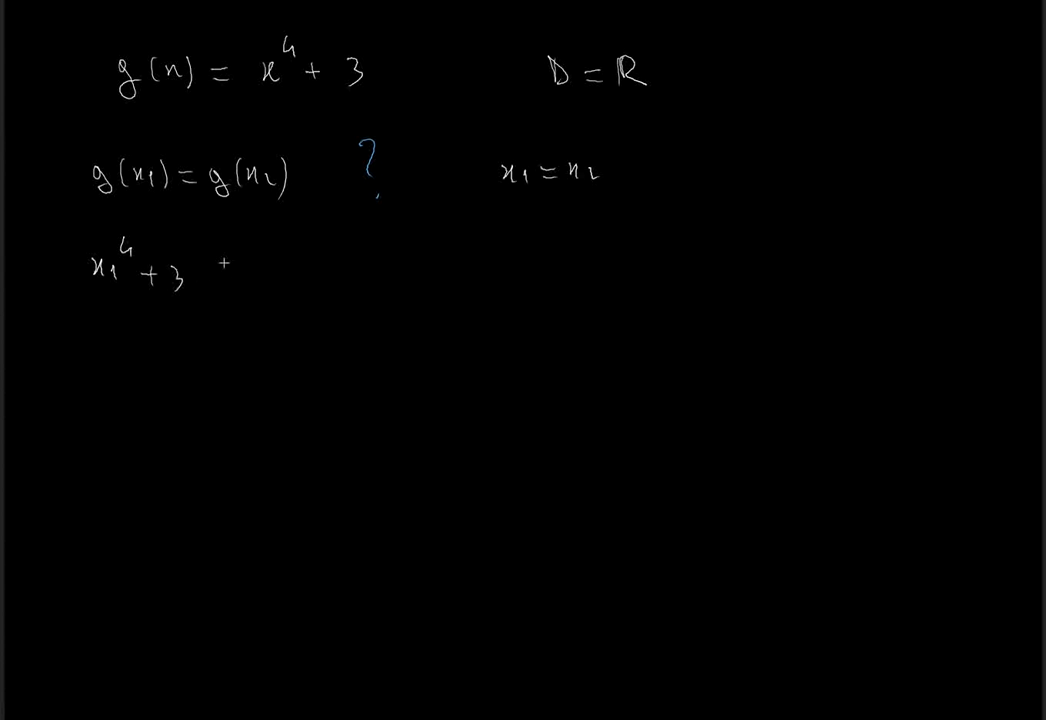 g(x) = x⁴ + 3 D = ℝ
g(x₁) = g(x₂) ? x₁ = x₂
x₁⁴ + 3 +